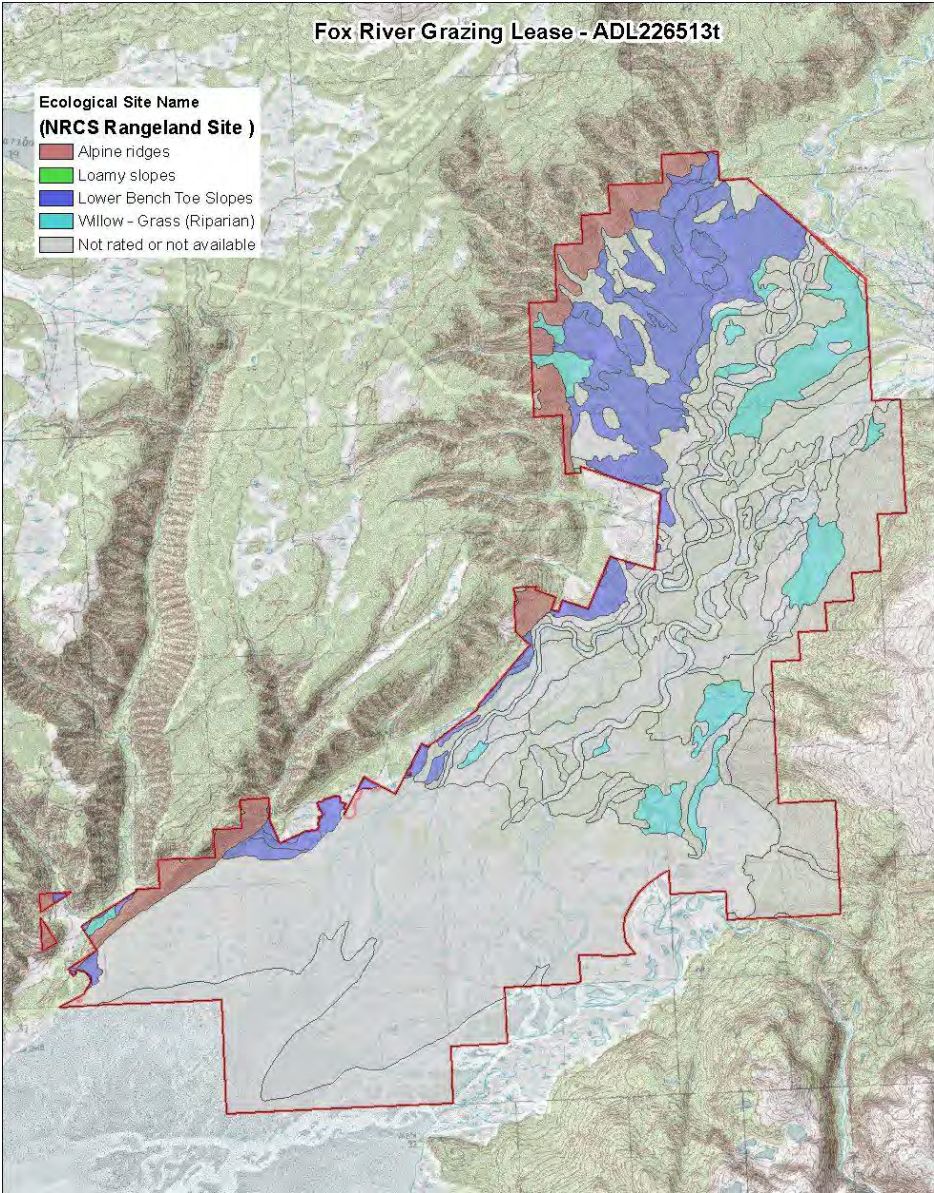 Fox River Grazing Lease - ADL226513t
Ecological Site Name
(NRCS Rangeland Site )
Alpine ridges
Loamy slopes
Lower Bench Toe Slopes
Willow - Grass (Riparian)
Not rated or not available